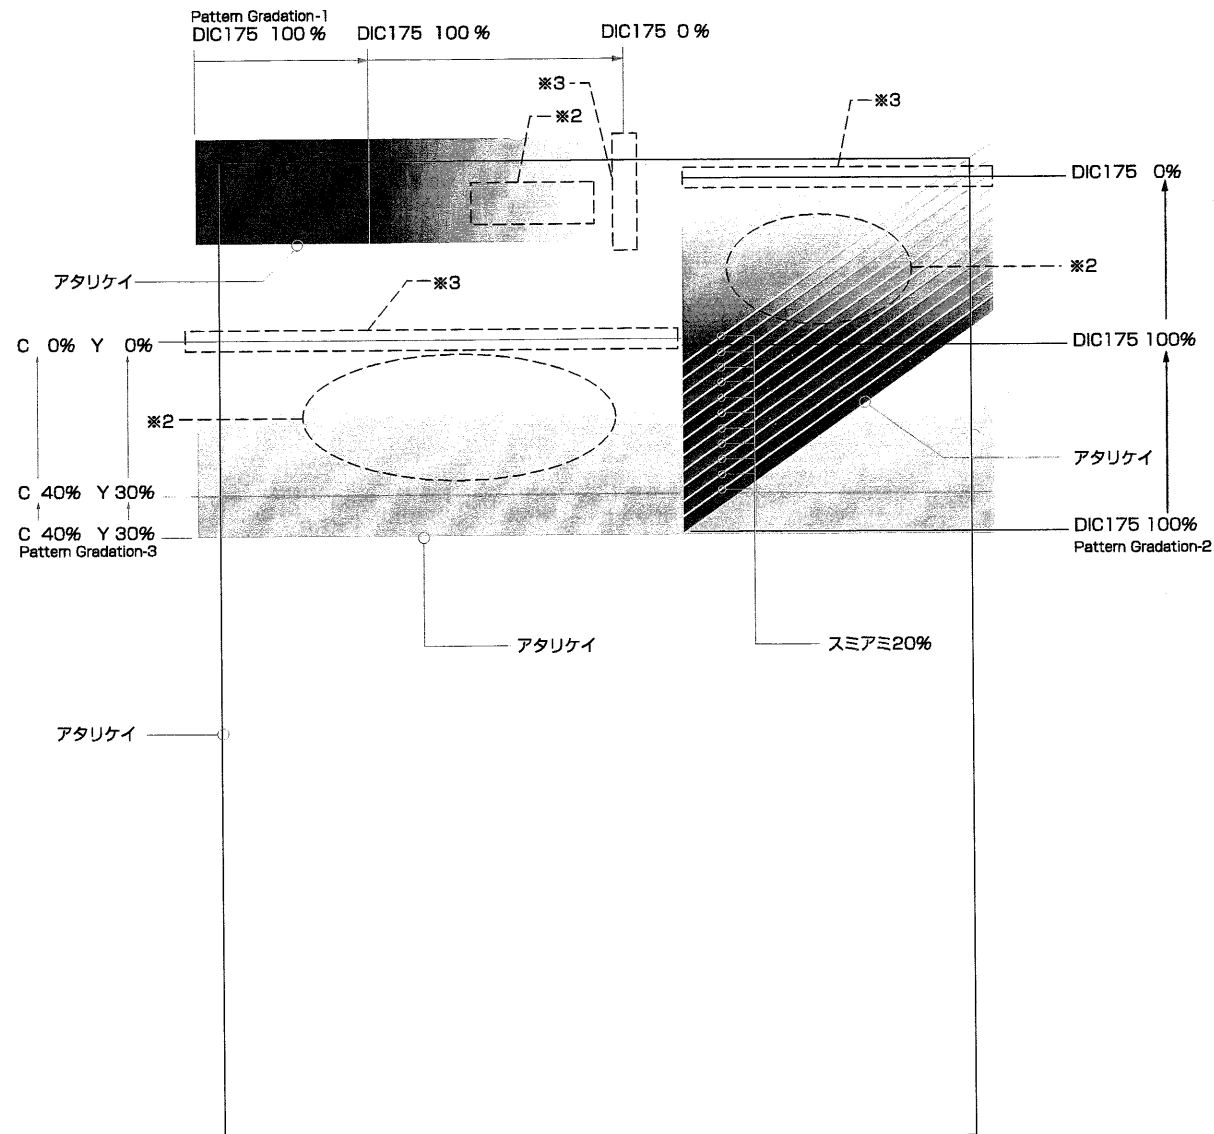 Pattern Gradation-1
DIC175 100% DIC175 100% DIC175 0%
※3
※3
※2
DIC175 0%
アタリケイ
※3
※2
C 0% Y 0%
DIC175 100%
※2
アタリケイ
C 40% Y 30%
C 40% Y 30%
DIC175 100%
Pattern Gradation-3
Pattern Gradation-2
アタリケイ
スミアミ20%
アタリケイ